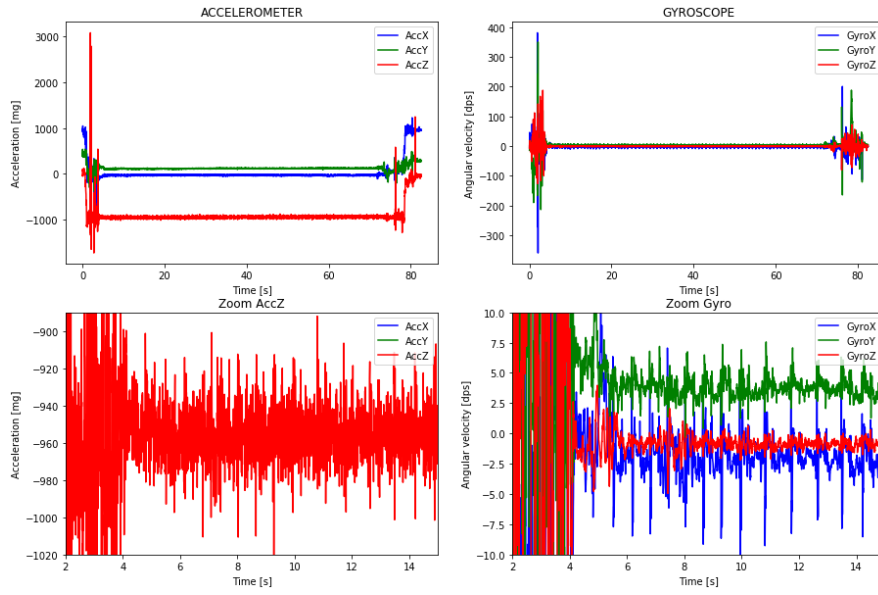 ACCELEROMETER
Acceleration [mg]
3000
2000
1000
0
−1000
0
20
40
60
80
Time [s]
AccX
AccY
AccZ
GYROSCOPE
Angular velocity [dps]
400
300
200
100
0
−100
−200
−300
0
20
40
60
80
Time [s]
GyroX
GyroY
GyroZ
Zoom AccZ
Acceleration [mg]
−900
−920
−940
−960
−980
−1000
−1020
2
4
6
8
10
12
14
Time [s]
AccX
AccY
AccZ
Zoom Gyro
Angular velocity [dps]
10.0
7.5
5.0
2.5
0.0
−2.5
−5.0
−7.5
−10.0
2
4
6
8
10
12
14
Time [s]
GyroX
GyroY
GyroZ